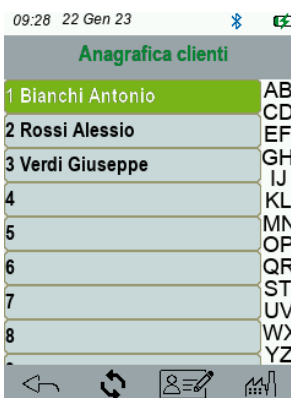 09:28 22 Gen 23
Anagrafica clienti
1 Bianchi Antonio
2 Rossi Alessio
3 Verdi Giuseppe
4
5
6
7
8
AB
CD
EF
GH
IJ
KL
MN
OP
QR
ST
UV
WX
YZ